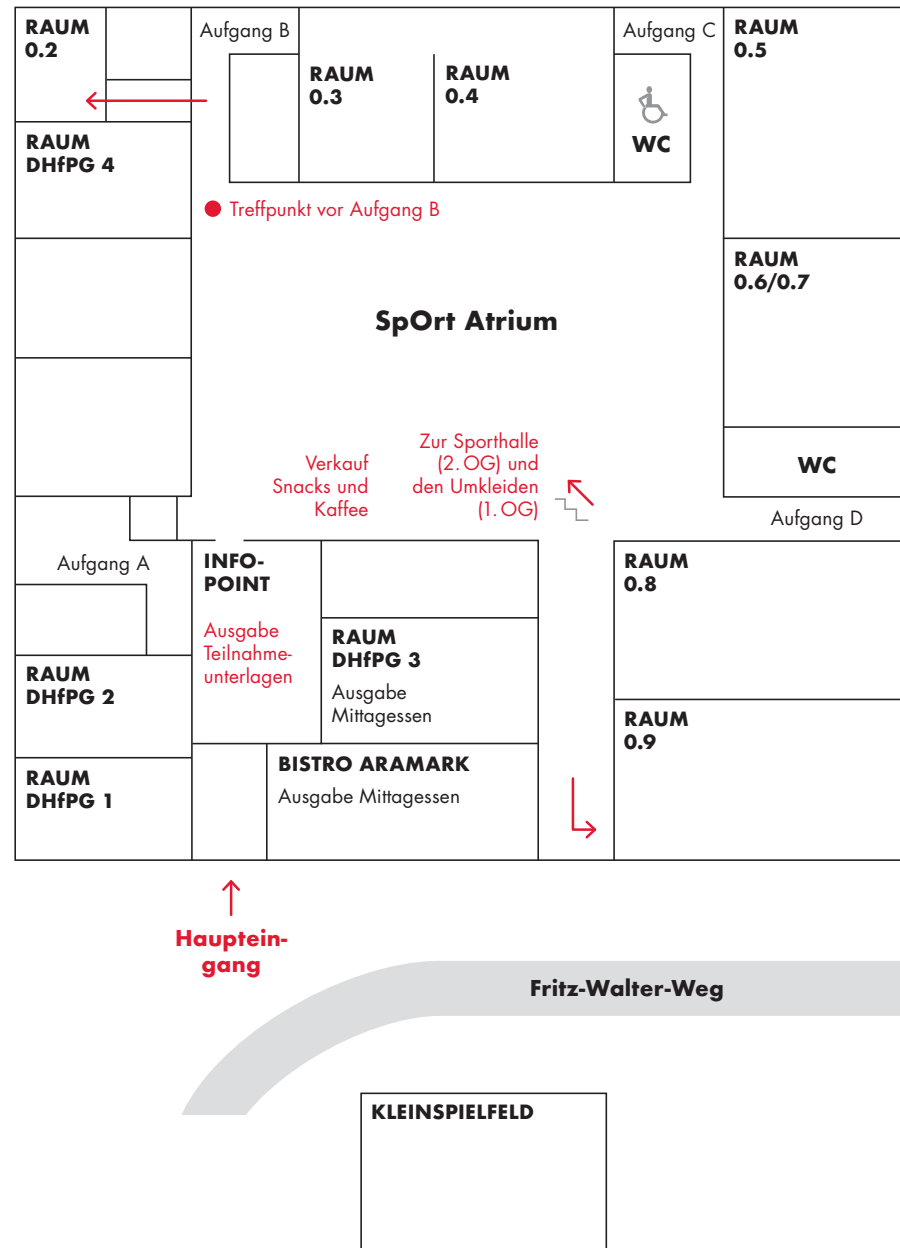 RAUM
0.2
Aufgang B
Aufgang C
RAUM
0.5
RAUM
0.3
RAUM
0.4
WC
RAUM
DHfPG 4
Treffpunkt vor Aufgang B
RAUM
0.6/0.7
SpOrt Atrium
Verkauf
Snacks und
Kaffee
Zur Sporthalle
(2. OG) und
den Umkleiden
(1. OG)
WC
Aufgang D
Aufgang A
INFO-
POINT
Ausgabe
Teilnahme-
unterlagen
RAUM
0.8
RAUM
DHfPG 3
Ausgabe
Mittagessen
RAUM
DHfPG 2
RAUM
0.9
BISTRO ARAMARK
Ausgabe Mittagessen
RAUM
DHfPG 1
Hauptein-
gang
Fritz-Walter-Weg
KLEINSPIELFELD